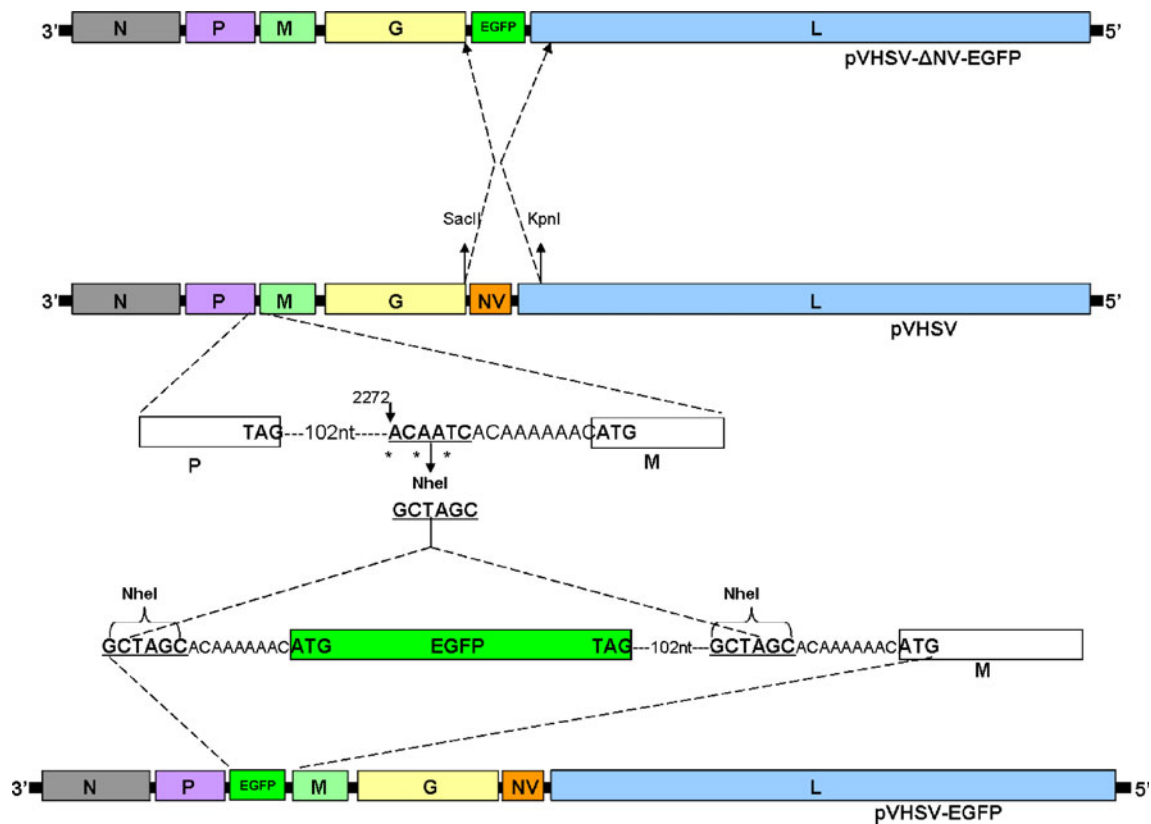 3' N P M G EGFP L 5'
pVHSV-ΔNV-EGFP
SacII KpnI
3' N P M G NV L 5'
pVHSV
2272
TAG---102nt-----ACAATCACAAAAAACATG
* * *
P M
NheI
GCTAGC
NheI NheI
GCTAGCACAAAAAACATG EGFP TAG---102nt---GCTAGCACAAAAAACATG
M
3' N P EGFP M G NV L 5'
pVHSV-EGFP